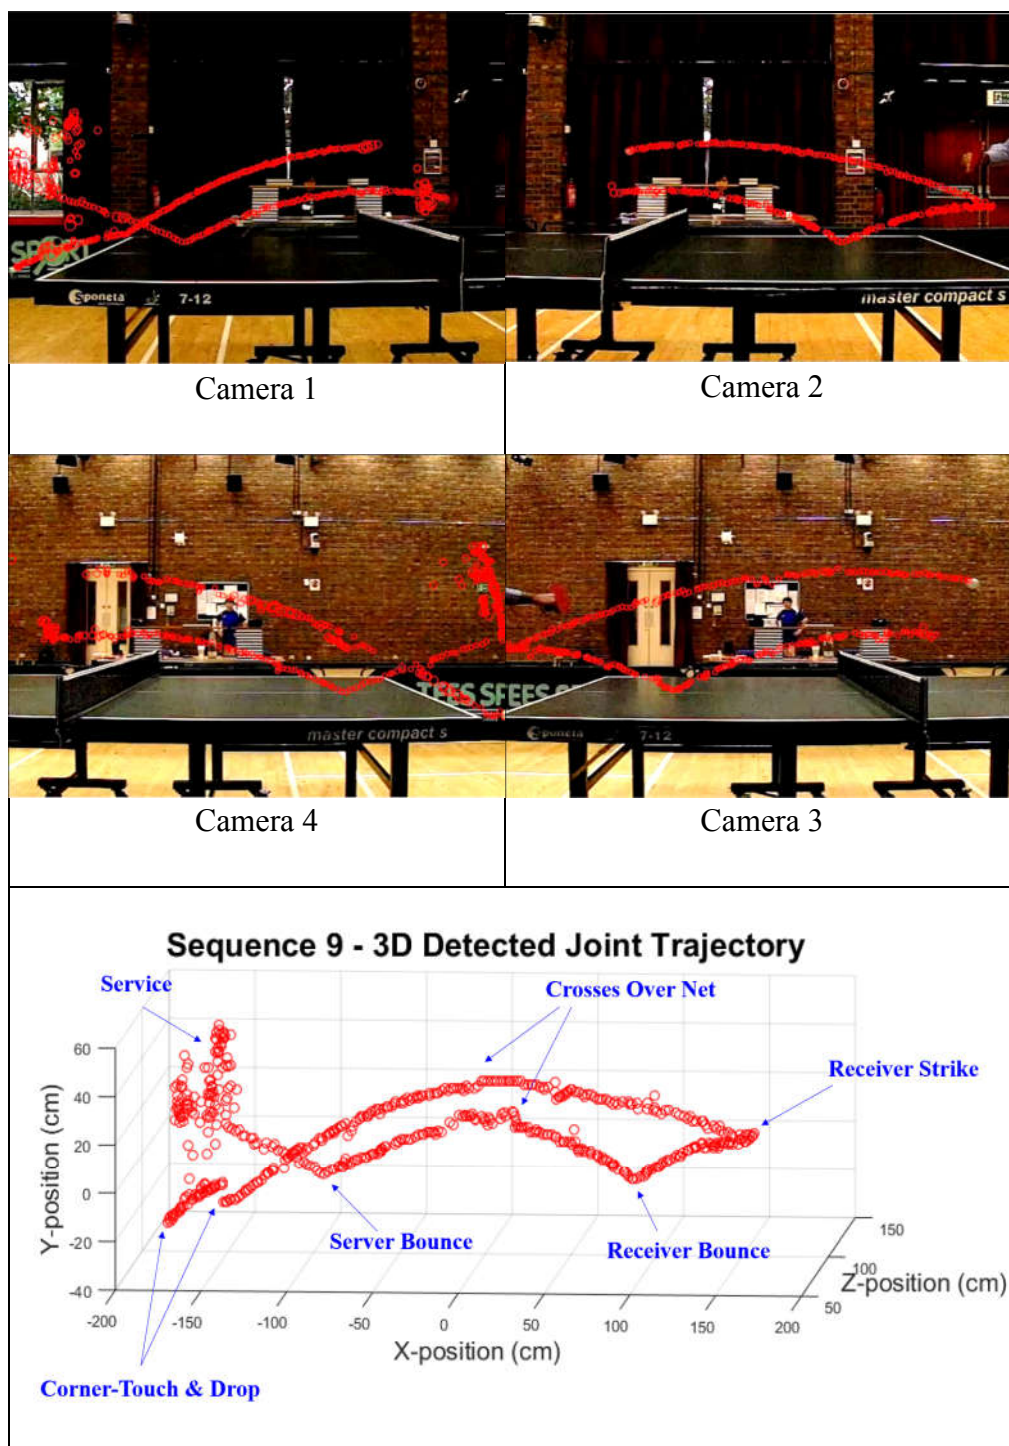 SPORT
Sponeta 7-12
master compact s
Camera 1
Camera 2
TEES SFEES
master compact s
Sponeta 7-12
Camera 4
Camera 3
Sequence 9 - 3D Detected Joint Trajectory
Service
Crosses Over Net
Receiver Strike
60
40
20
0
-20
-40
Y-position (cm)
Server Bounce
Receiver Bounce
150
100
50
Z-position (cm)
-200 -150 -100 -50 0 50 100 150 200
X-position (cm)
Corner-Touch & Drop